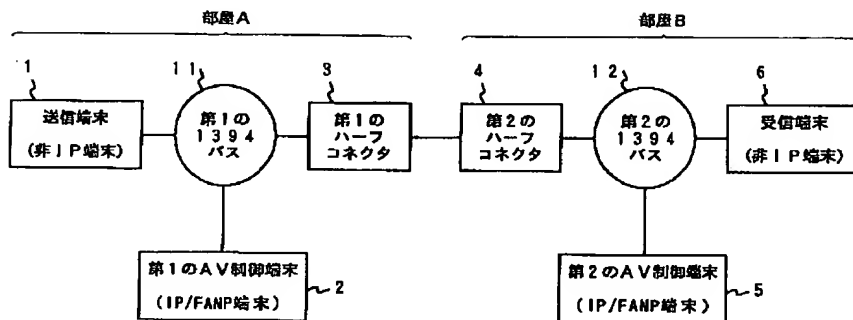 部屋A
部屋B
1
11
3
4
12
6
送信端末
(非IP端末)
第1の
1394
バス
第1の
ハーフ
コネクタ
第2の
ハーフ
コネクタ
第2の
1394
バス
受信端末
(非IP端末)
第1のAV制御端末
(IP/FANP端末)
2
第2のAV制御端末
(IP/FANP端末)
5